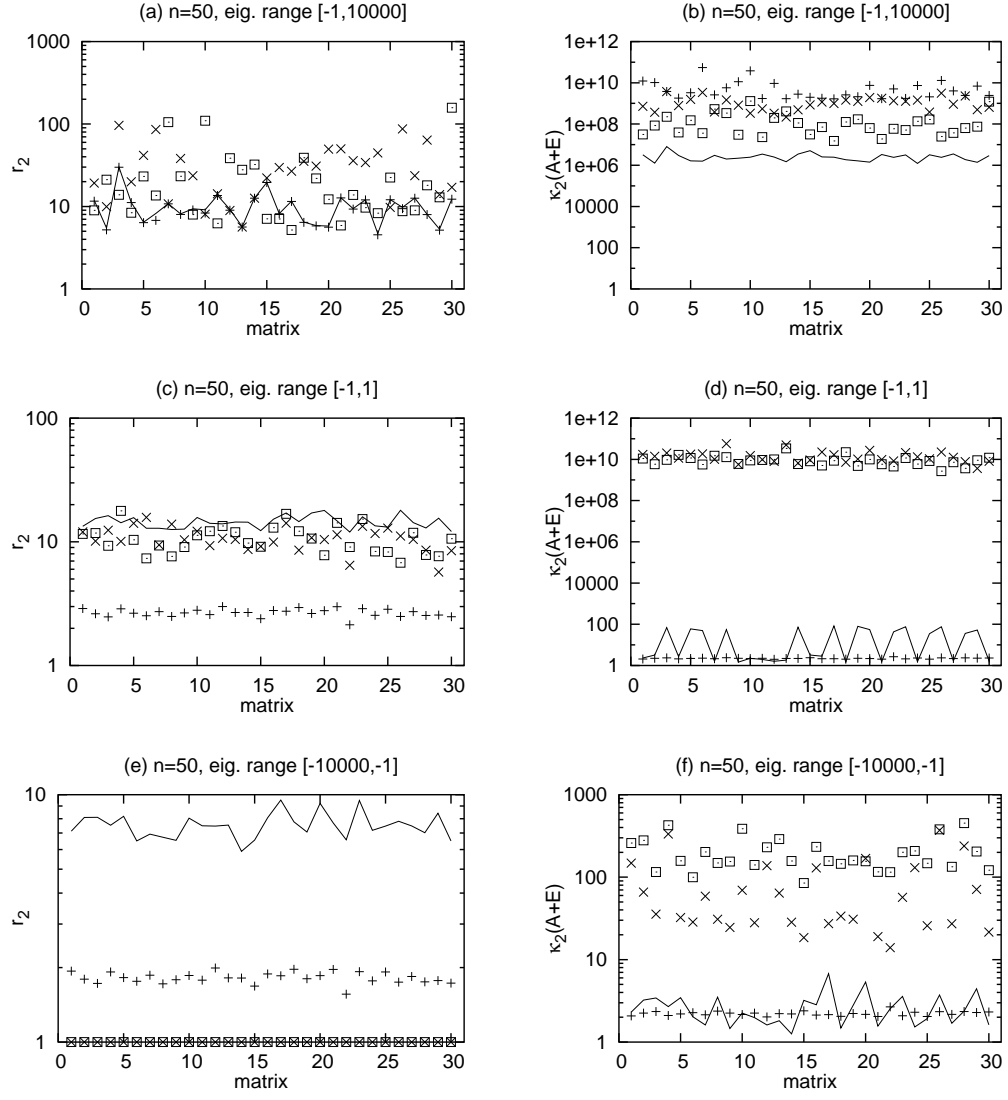 (a) n=50, eig. range [-1,10000]
1000
100
10
1
r2
0 5 10 15 20 25 30
matrix
(b) n=50, eig. range [-1,10000]
1e+12
1e+10
1e+08
1e+06
10000
100
1
κ2(A+E)
0 5 10 15 20 25 30
matrix
(c) n=50, eig. range [-1,1]
100
10
1
r2
0 5 10 15 20 25 30
matrix
(d) n=50, eig. range [-1,1]
1e+12
1e+10
1e+08
1e+06
10000
100
1
κ2(A+E)
0 5 10 15 20 25 30
matrix
(e) n=50, eig. range [-10000,-1]
10
1
r2
0 5 10 15 20 25 30
matrix
(f) n=50, eig. range [-10000,-1]
1000
100
10
1
κ2(A+E)
0 5 10 15 20 25 30
matrix